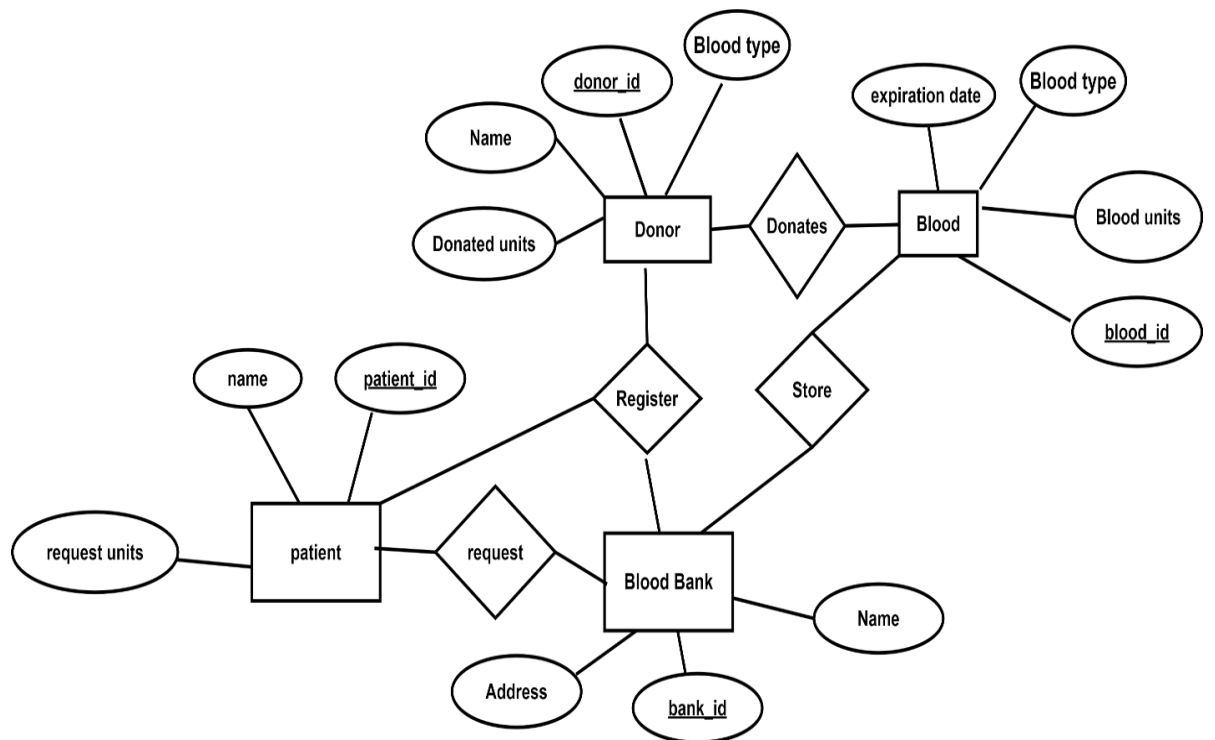 Blood type
donor_id
Blood type
expiration date
Name
Blood units
Donor
Donates
Blood
Donated units
blood_id
name
patient_id
Register
Store
request units
patient
request
Blood Bank
Name
Address
bank_id